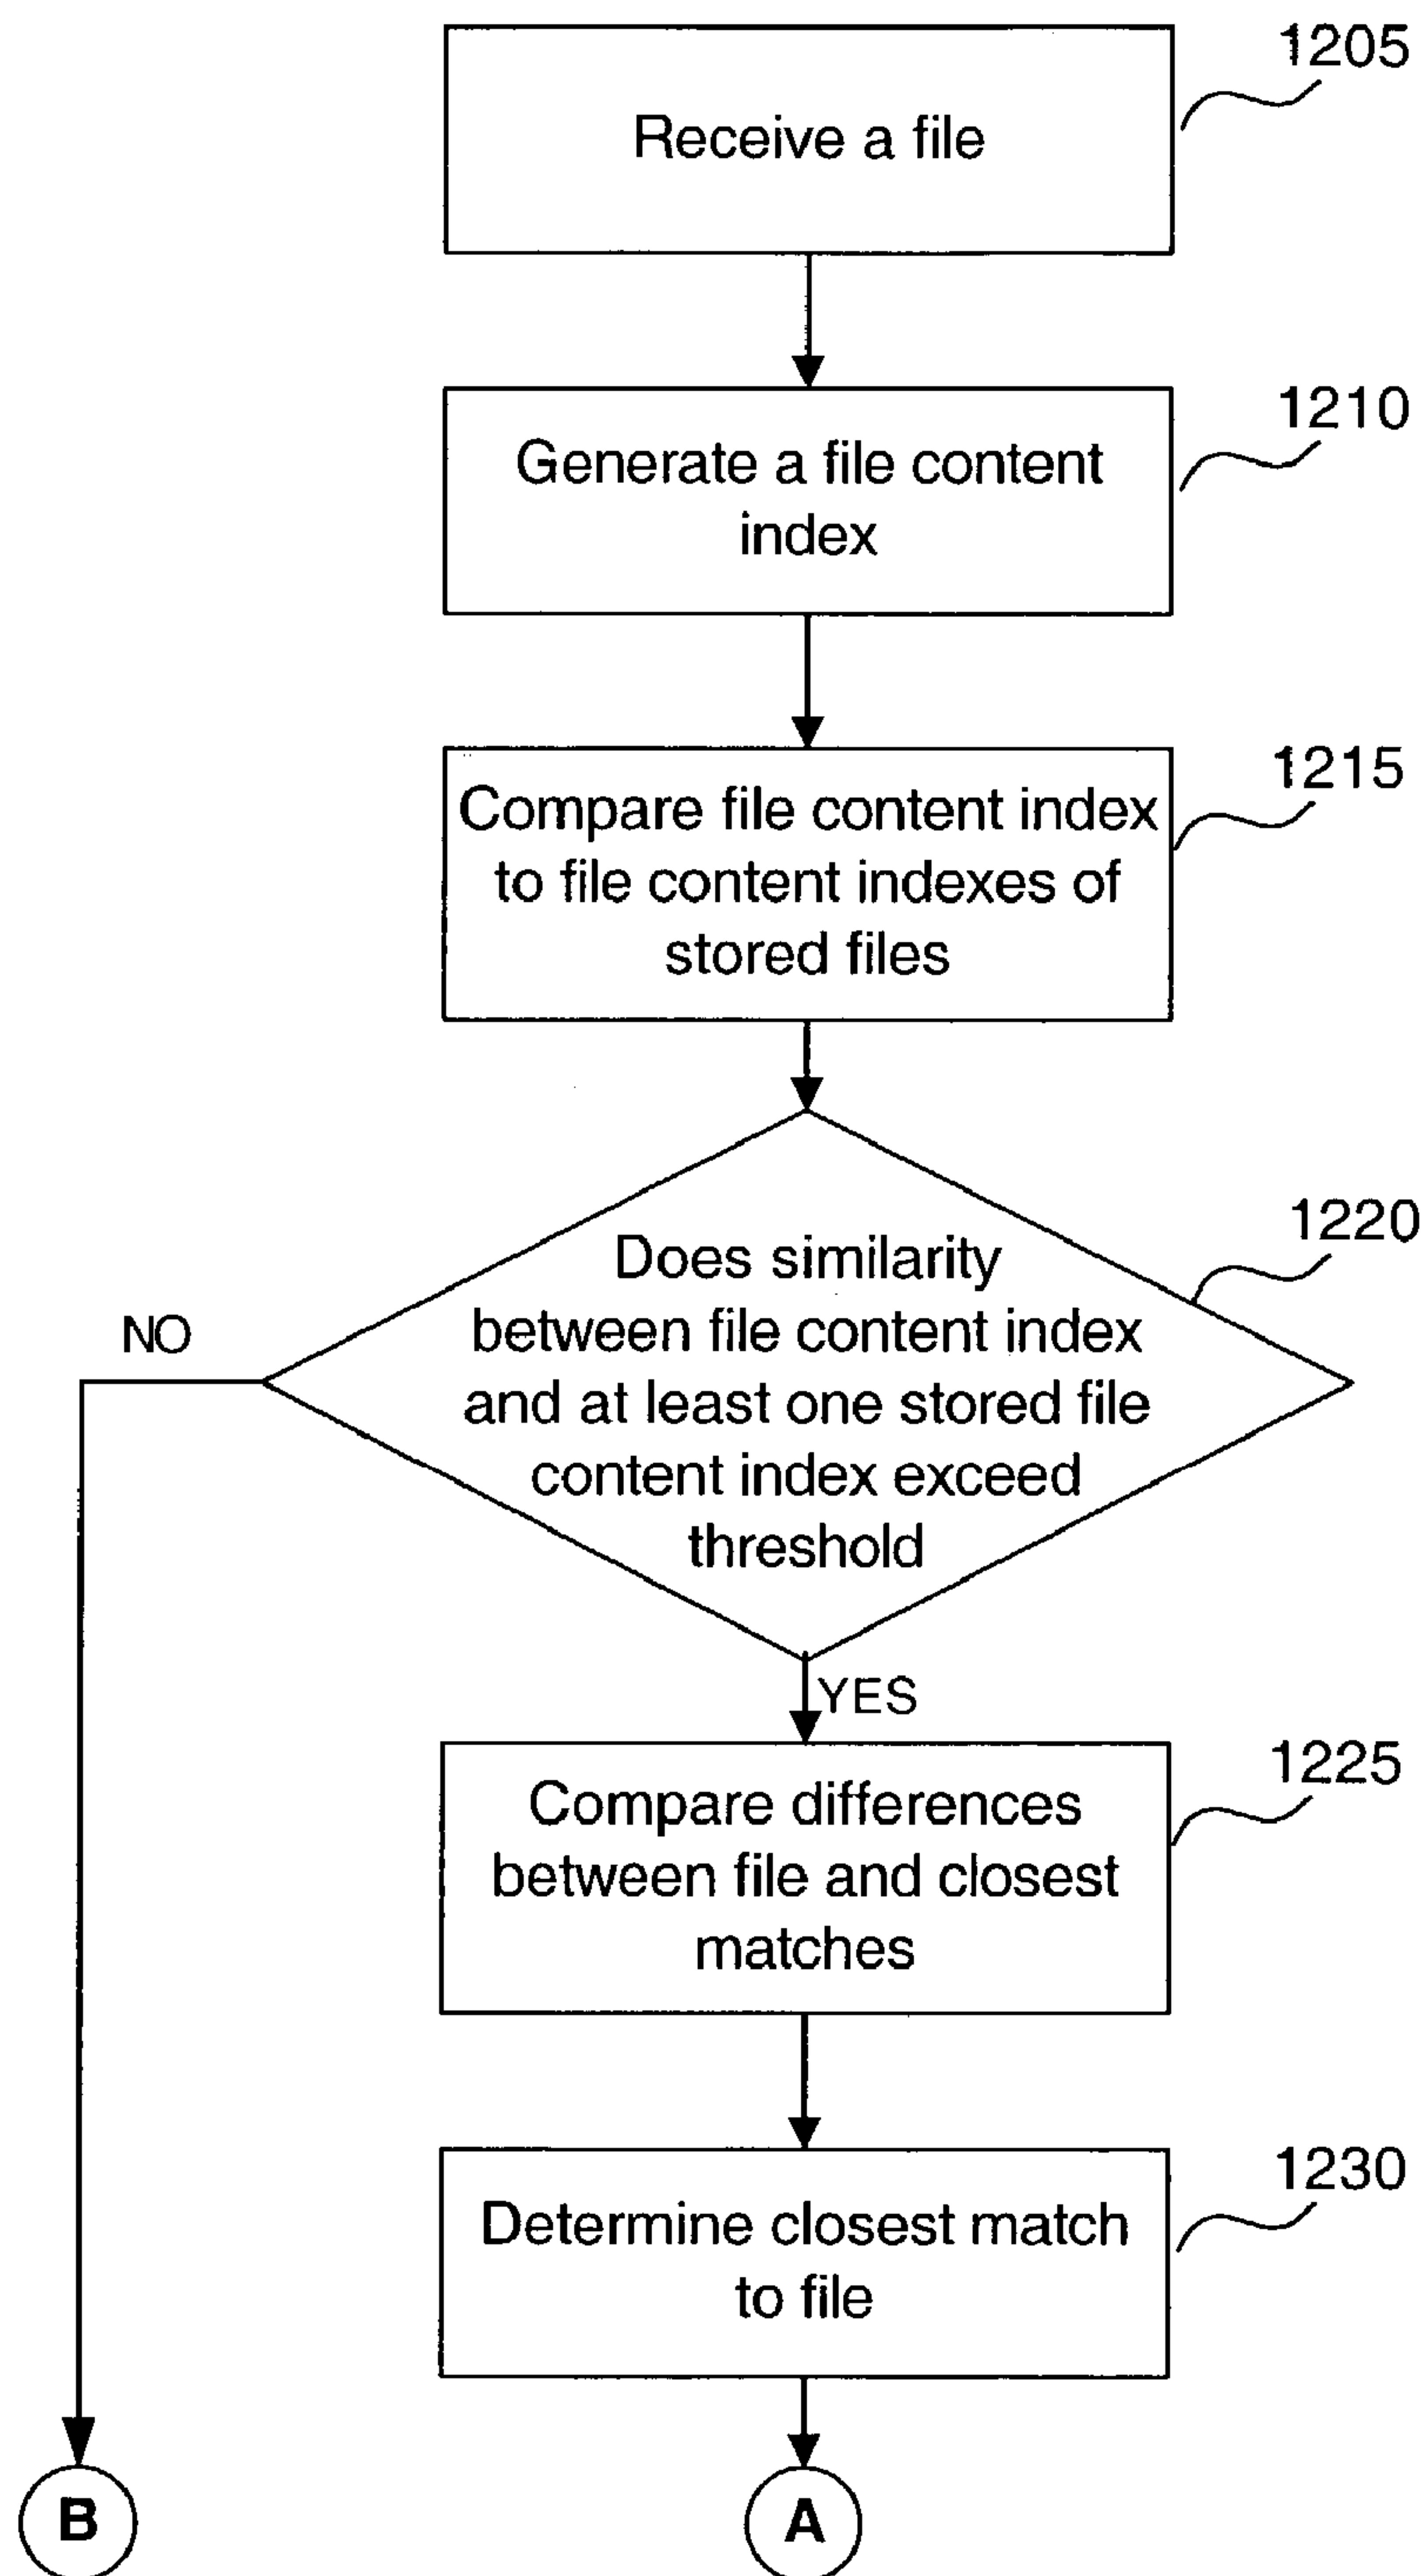 1205
Receive a file
1210
Generate a file content
index
1215
Compare file content index
to file content indexes of
stored files
1220
Does similarity
between file content index
and at least one stored file
content index exceed
threshold
NO
YES
1225
Compare differences
between file and closest
matches
1230
Determine closest match
to file
B
A